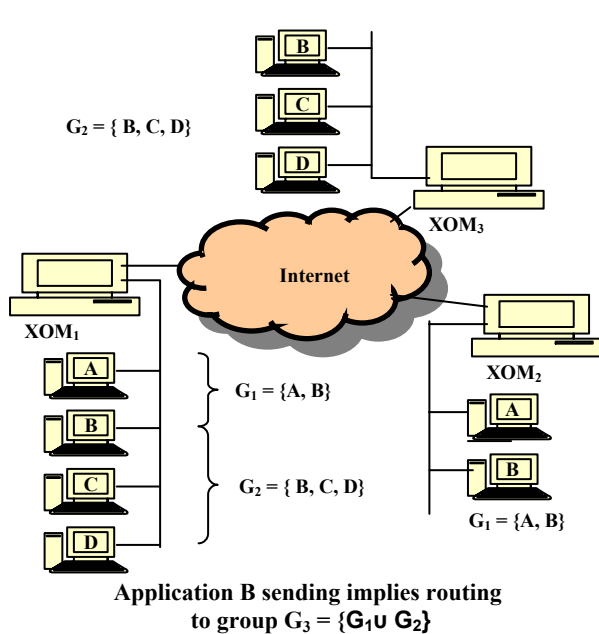 B
C
G₂ = { B, C, D}
D
XOM₃
Internet
XOM₁
XOM₂
A
G₁ = {A, B}
A
B
B
C
G₂ = { B, C, D}
G₁ = {A, B}
D
Application B sending implies routing
to group G₃ = {G₁∪ G₂}